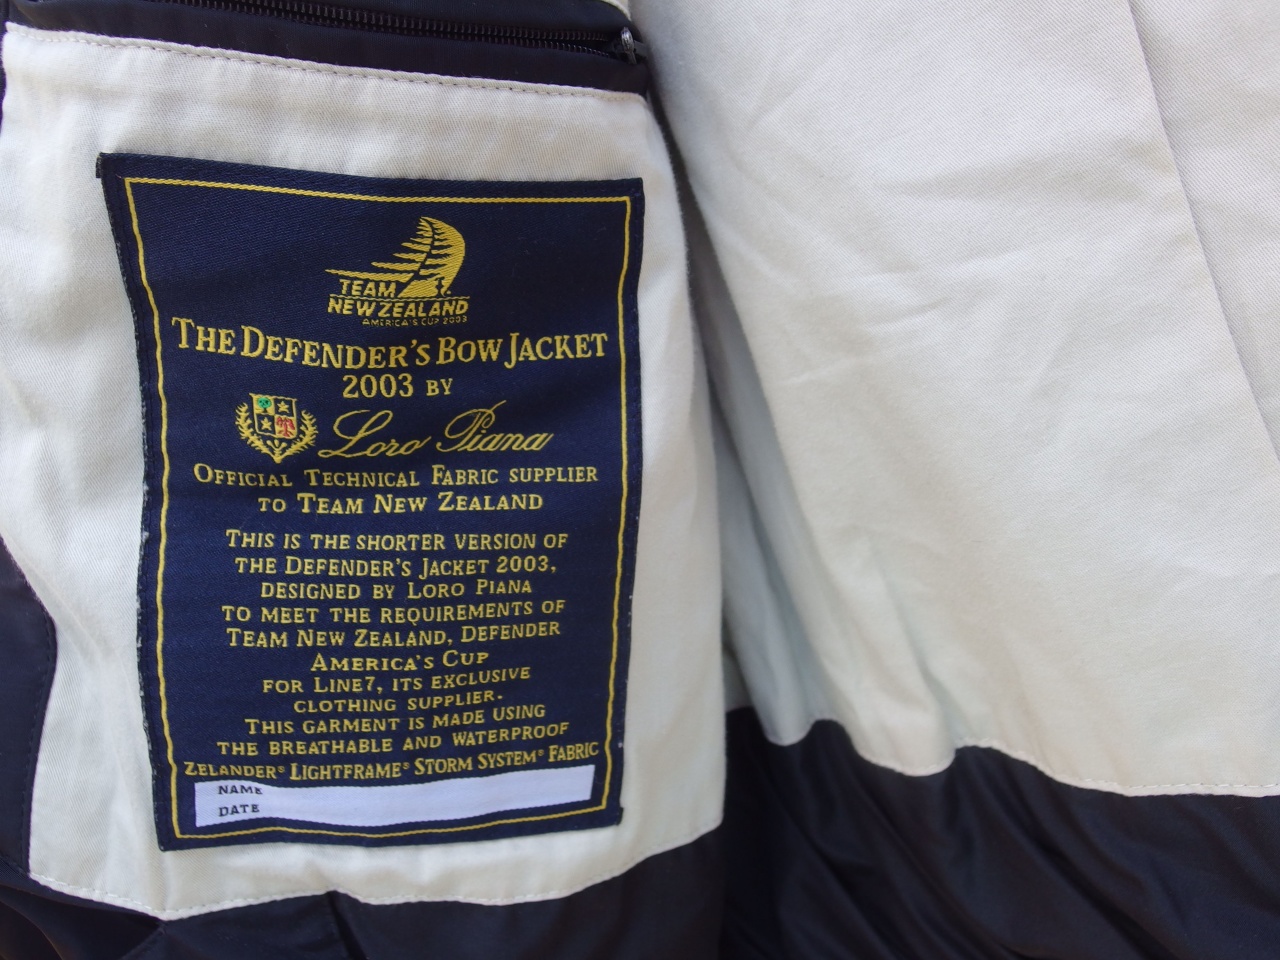 TEAM
NEW ZEALAND
AMERICA'S CUP 2003
THE DEFENDER'S BOW JACKET
2003 BY
Loro Piana
OFFICIAL TECHNICAL FABRIC SUPPLIER
TO TEAM NEW ZEALAND
THIS IS THE SHORTER VERSION OF
THE DEFENDER'S JACKET 2003,
DESIGNED BY LORO PIANA
TO MEET THE REQUIREMENTS OF
TEAM NEW ZEALAND, DEFENDER
AMERICA'S CUP
FOR LINE7, ITS EXCLUSIVE
CLOTHING SUPPLIER.
THIS GARMENT IS MADE USING
THE BREATHABLE AND WATERPROOF
ZELANDER® LIGHTFRAME® STORM SYSTEM® FABRIC
NAME
DATE